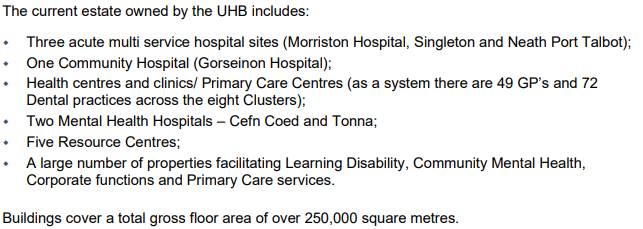 The current estate owned by the UHB includes:
• Three acute multi service hospital sites (Morriston Hospital, Singleton and Neath Port Talbot);
• One Community Hospital (Gorseinon Hospital);
• Health centres and clinics/ Primary Care Centres (as a system there are 49 GP's and 72
Dental practices across the eight Clusters);
• Two Mental Health Hospitals – Cefn Coed and Tonna;
• Five Resource Centres;
• A large number of properties facilitating Learning Disability, Community Mental Health,
Corporate functions and Primary Care services.
Buildings cover a total gross floor area of over 250,000 square metres.